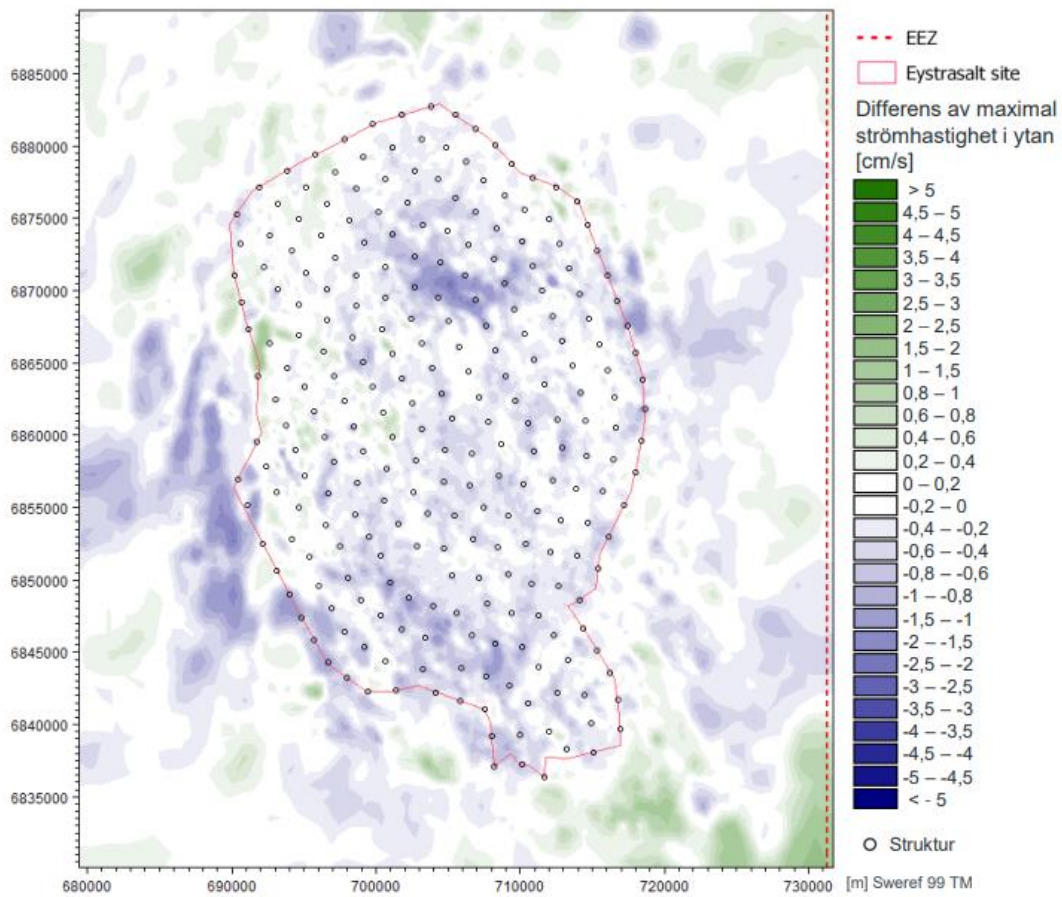 6885000
6880000
6875000
6870000
6865000
6860000
6855000
6850000
6845000
6840000
6835000
680000 690000 700000 710000 720000 730000
EEZ
Eystrasalt site
Differens av maximal
strömhastighet i ytan
[cm/s]
> 5
4,5 – 5
4 – 4,5
3,5 – 4
3 – 3,5
2,5 – 3
2 – 2,5
1,5 – 2
1 – 1,5
0,8 – 1
0,6 – 0,8
0,4 – 0,6
0,2 – 0,4
0 – 0,2
-0,2 – 0
-0,4 – -0,2
-0,6 – -0,4
-0,8 – -0,6
-1 – -0,8
-1,5 – -1
-2 – -1,5
-2,5 – -2
-3 – -2,5
-3,5 – -3
-4 – -3,5
-4,5 – -4
-5 – -4,5
< - 5
Struktur
[m] Sweref 99 TM